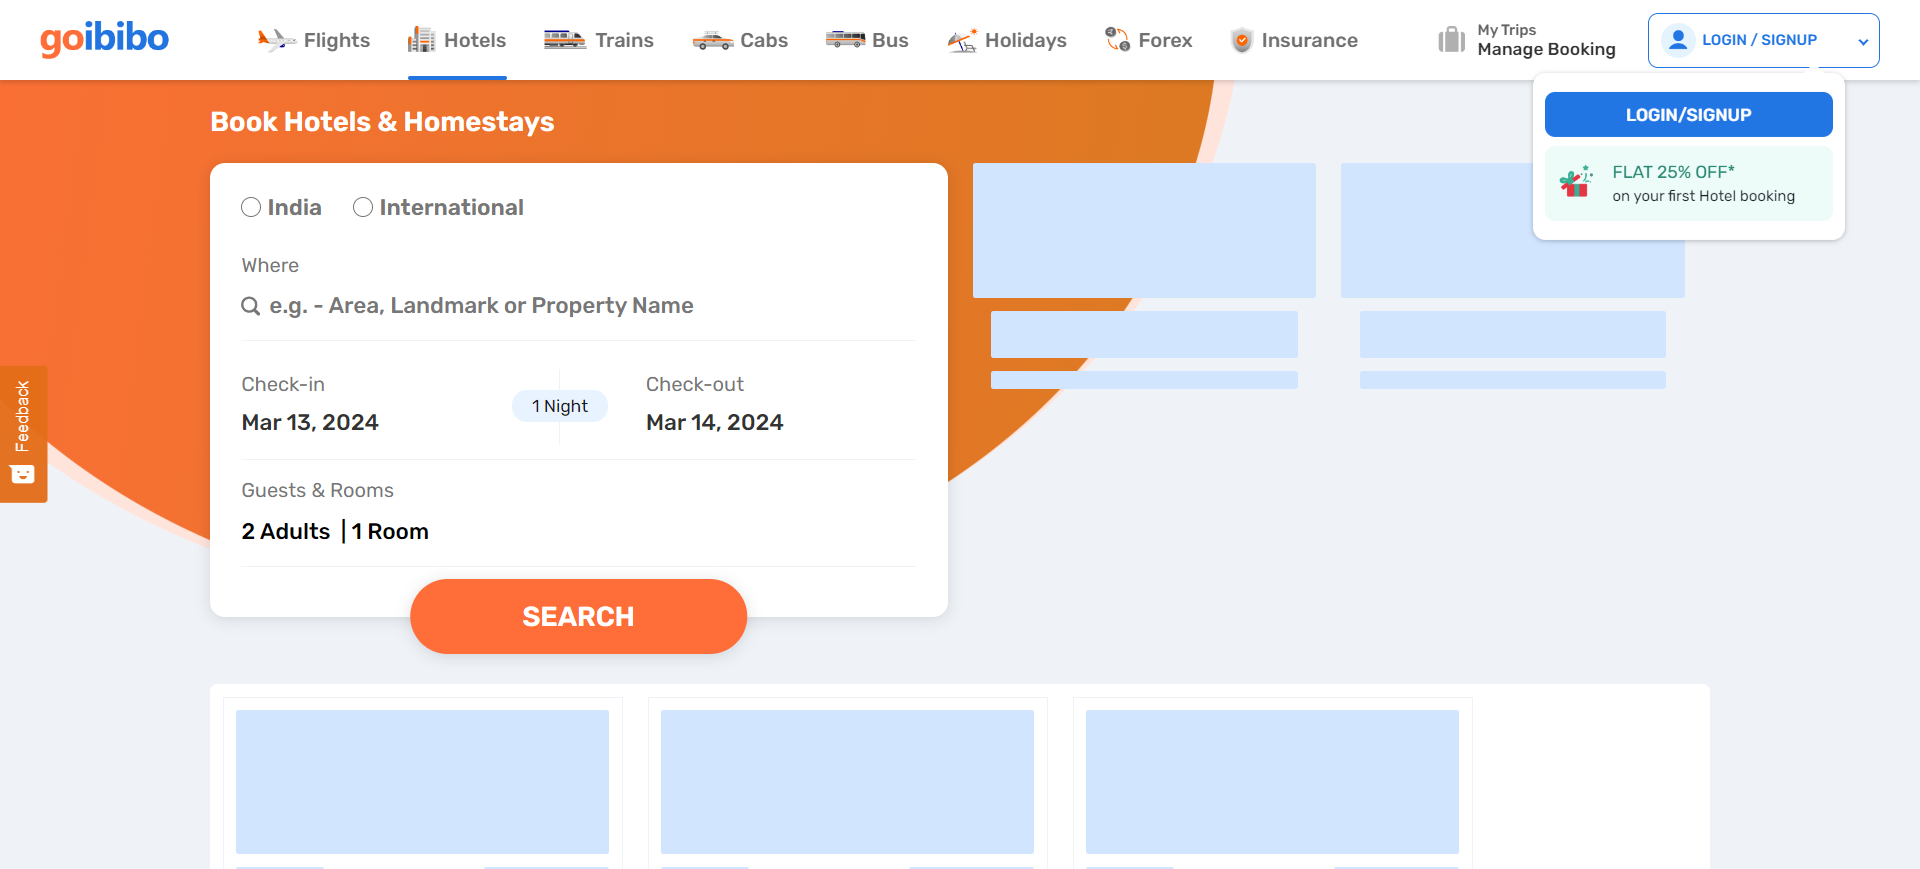 goibibo
Flights
Hotels
Trains
Cabs
Bus
Holidays
Forex
Insurance
My Trips
Manage Booking
LOGIN / SIGNUP
LOGIN/SIGNUP
FLAT 25% OFF*
on your first Hotel booking
Book Hotels & Homestays
India
International
Where
e.g. - Area, Landmark or Property Name
Check-in
Mar 13, 2024
1 Night
Check-out
Mar 14, 2024
Guests & Rooms
2 Adults | 1 Room
SEARCH
Feedback